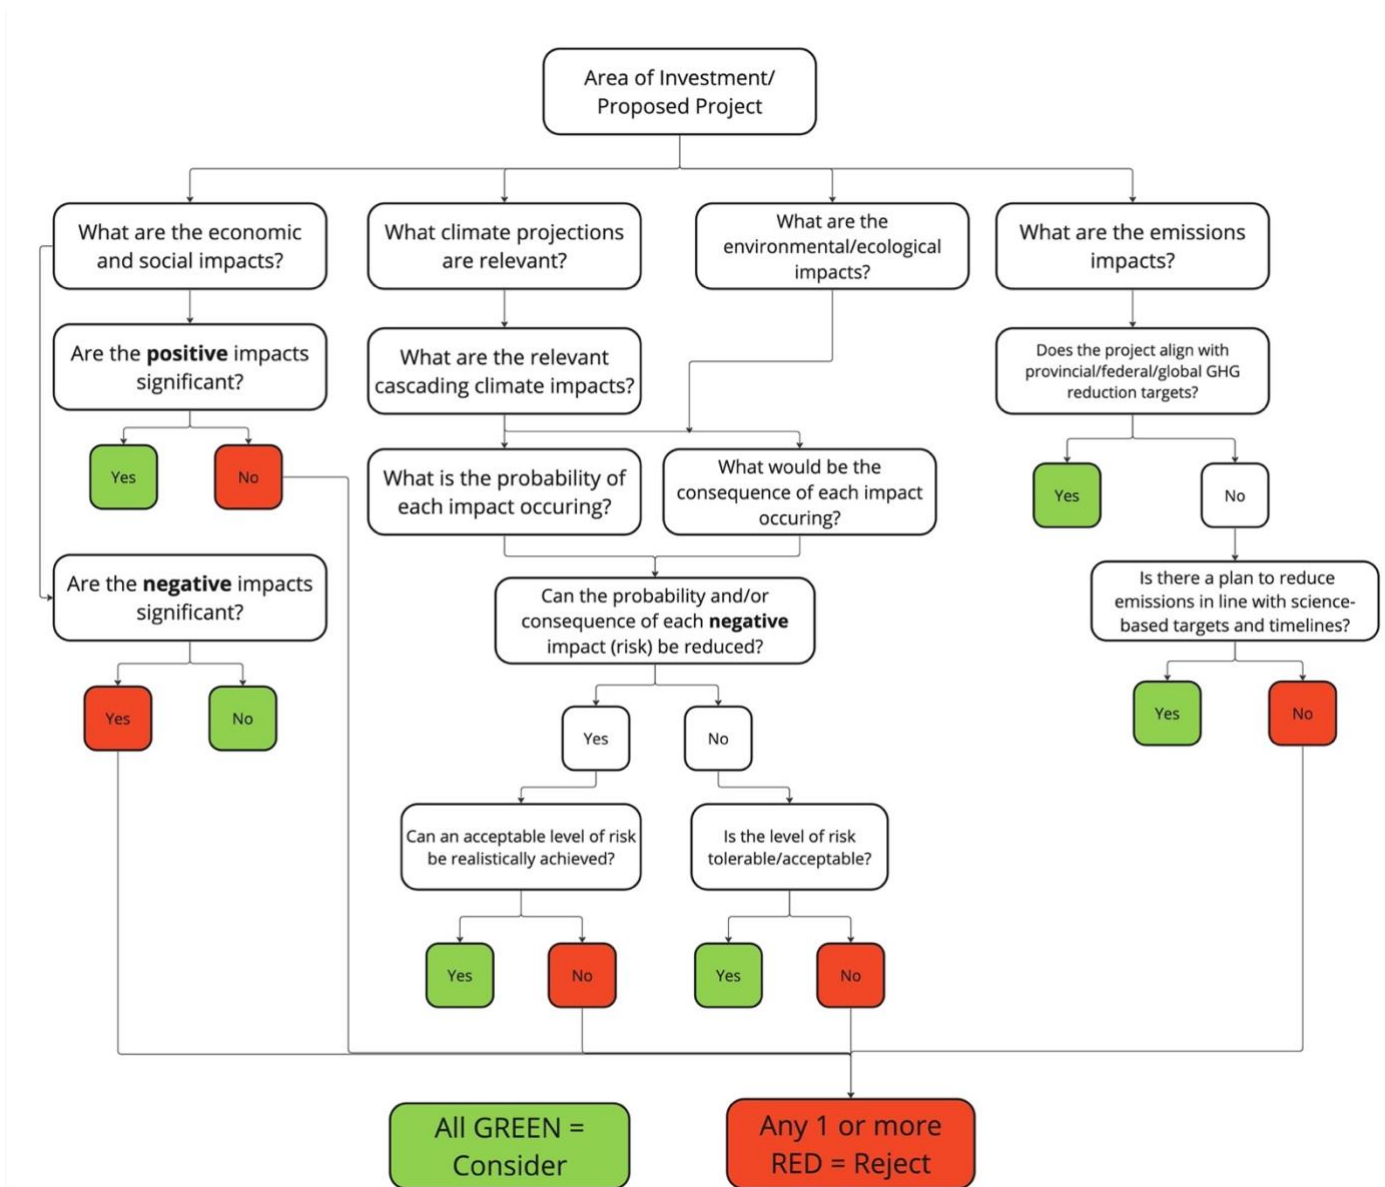 Area of Investment/
Proposed Project
What are the economic
and social impacts?
What climate projections
are relevant?
What are the
environmental/ecological
impacts?
What are the emissions
impacts?
Are the positive impacts
significant?
What are the relevant
cascading climate impacts?
Does the project align with
provincial/federal/global GHG
reduction targets?
Yes
No
What is the probability of
each impact occuring?
What would be the
consequence of each impact
occuring?
Yes
No
Are the negative impacts
significant?
Can the probability and/or
consequence of each negative
impact (risk) be reduced?
Is there a plan to reduce
emissions in line with science-
based targets and timelines?
Yes
No
Yes
No
Yes
No
Can an acceptable level of risk
be realistically achieved?
Is the level of risk
tolerable/acceptable?
Yes
No
Yes
No
All GREEN =
Consider
Any 1 or more
RED = Reject